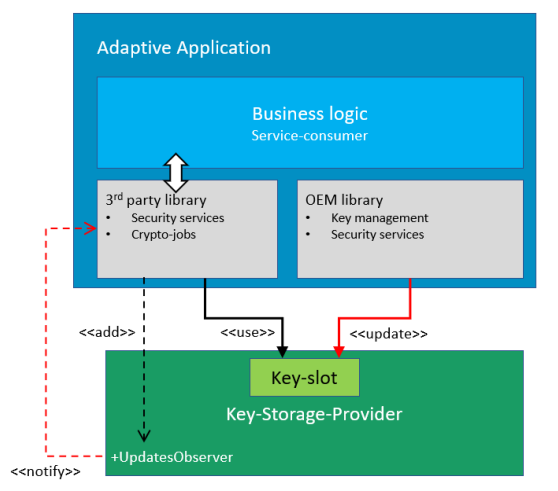 Adaptive Application
Business logic
Service-consumer
3rd party library
• Security services
• Crypto-jobs
OEM library
• Key management
• Security services
<<add>>
<<use>>
<<update>>
Key-slot
Key-Storage-Provider
+UpdatesObserver
<<notify>>